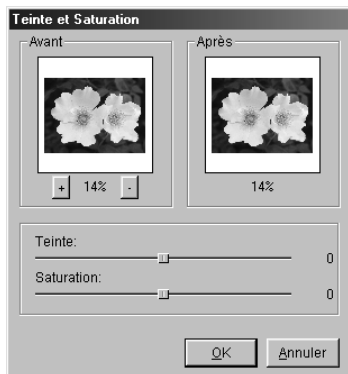 Teinte et Saturation
Avant
Après
+ 14% -
14%
Teinte:
0
Saturation:
0
OK
Annuler